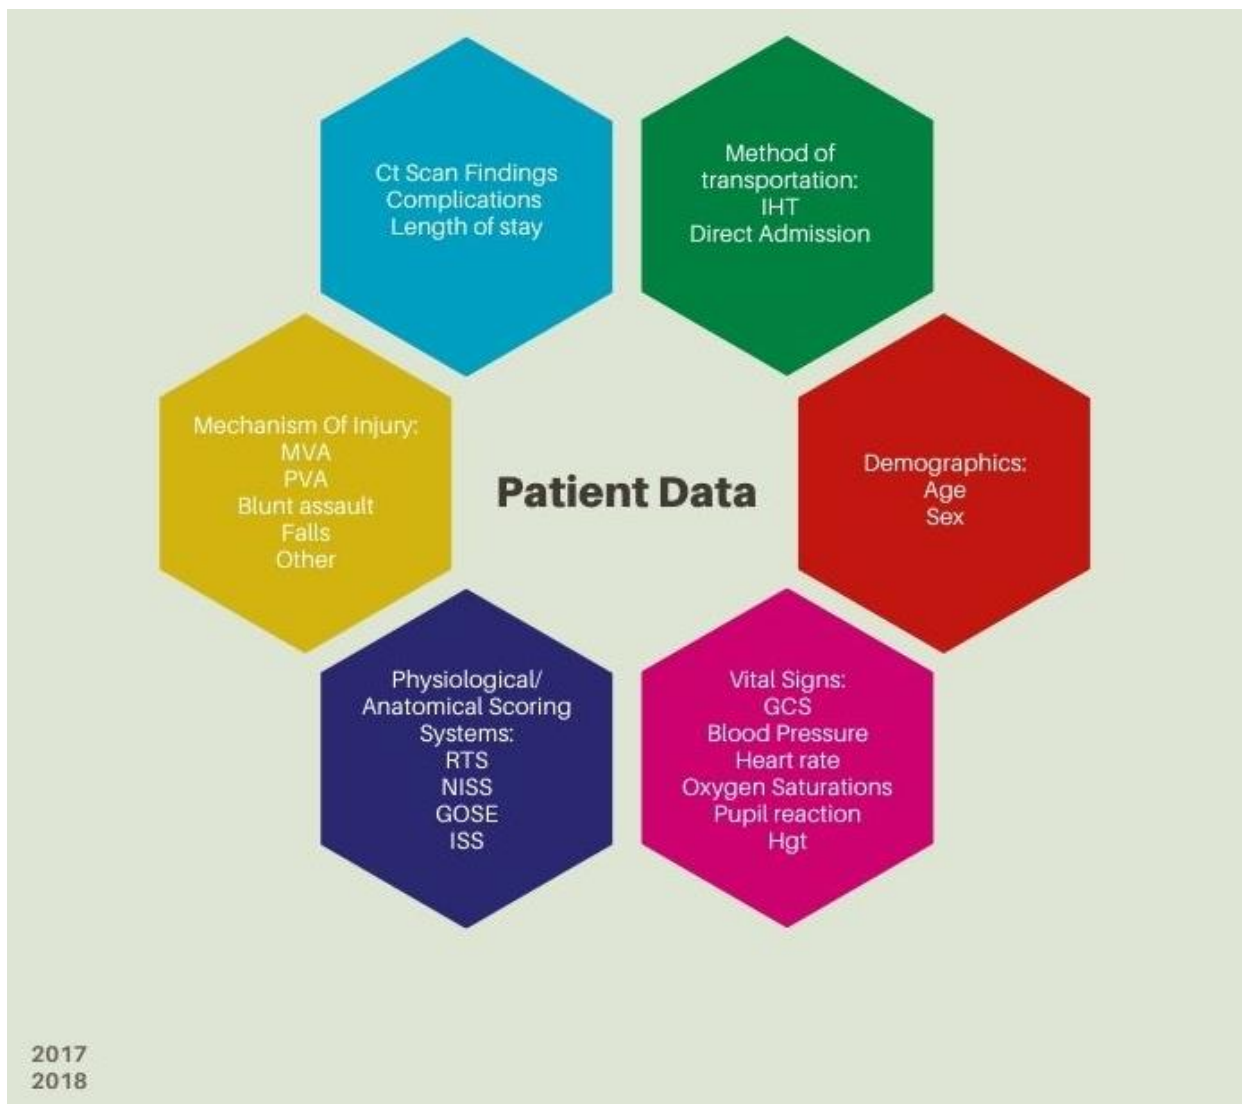 Ct Scan Findings
Complications
Length of stay
Method of
transportation:
IHT
Direct Admission
Mechanism Of Injury:
MVA
PVA
Blunt assault
Falls
Other
Patient Data
Demographics:
Age
Sex
Physiological/
Anatomical Scoring
Systems:
RTS
NISS
GOSE
ISS
Vital Signs:
GCS
Blood Pressure
Heart rate
Oxygen Saturations
Pupil reaction
Hgt
2017
2018